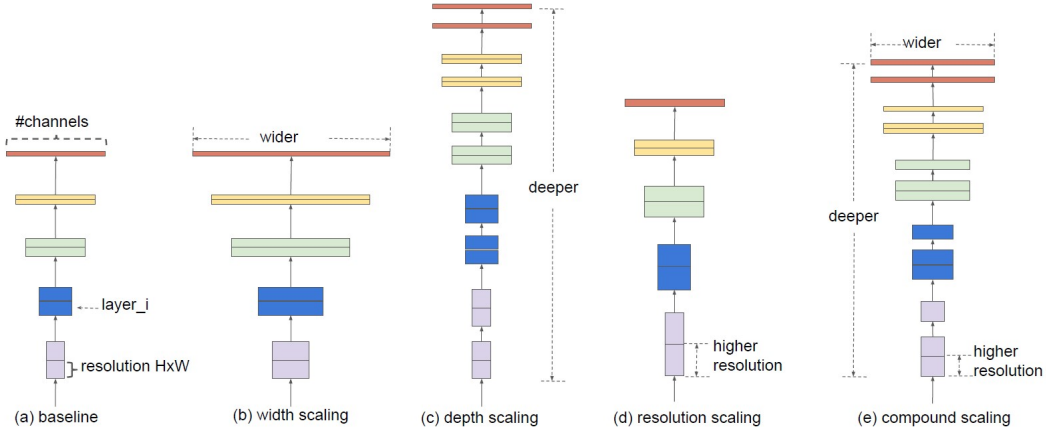 #channels
layer_i
resolution HxW
(a) baseline
wider
(b) width scaling
deeper
(c) depth scaling
higher
resolution
(d) resolution scaling
wider
deeper
higher
resolution
(e) compound scaling